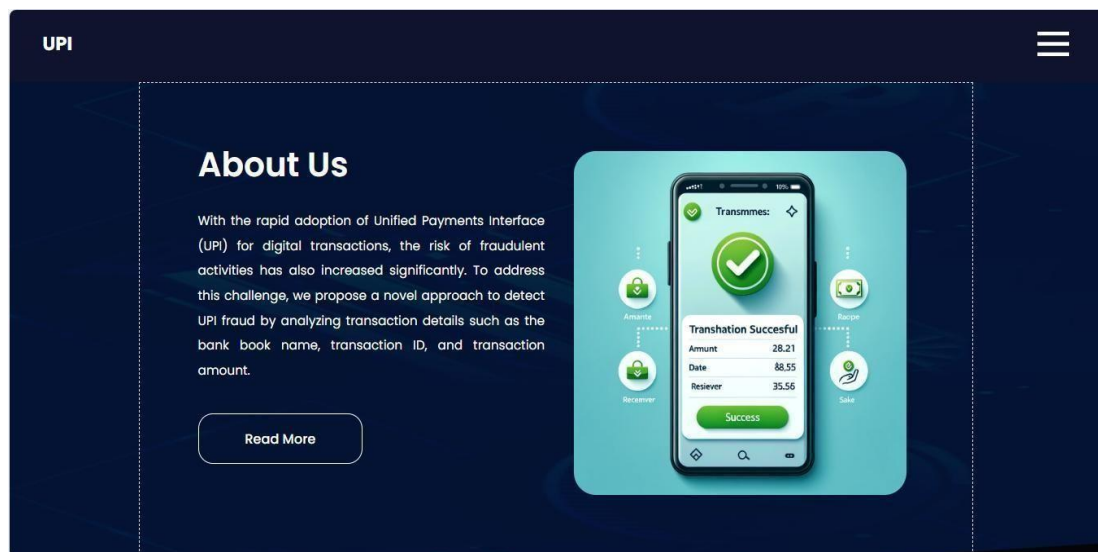 UPI
About Us
With the rapid adoption of Unified Payments Interface
(UPI) for digital transactions, the risk of fraudulent
activities has also increased significantly. To address
this challenge, we propose a novel approach to detect
UPI fraud by analyzing transaction details such as the
bank book name, transaction ID, and transaction
amount.
Read More
10%
Transmmes:
Transhation Succesful
Amunt 28.21
Date 88,55
Resiever 35.56
Success
Amante
Recemver
Raope
Sake